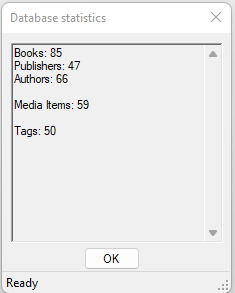 Database statistics
Books: 85
Publishers: 47
Authors: 66
Media Items: 59
Tags: 50
OK
Ready